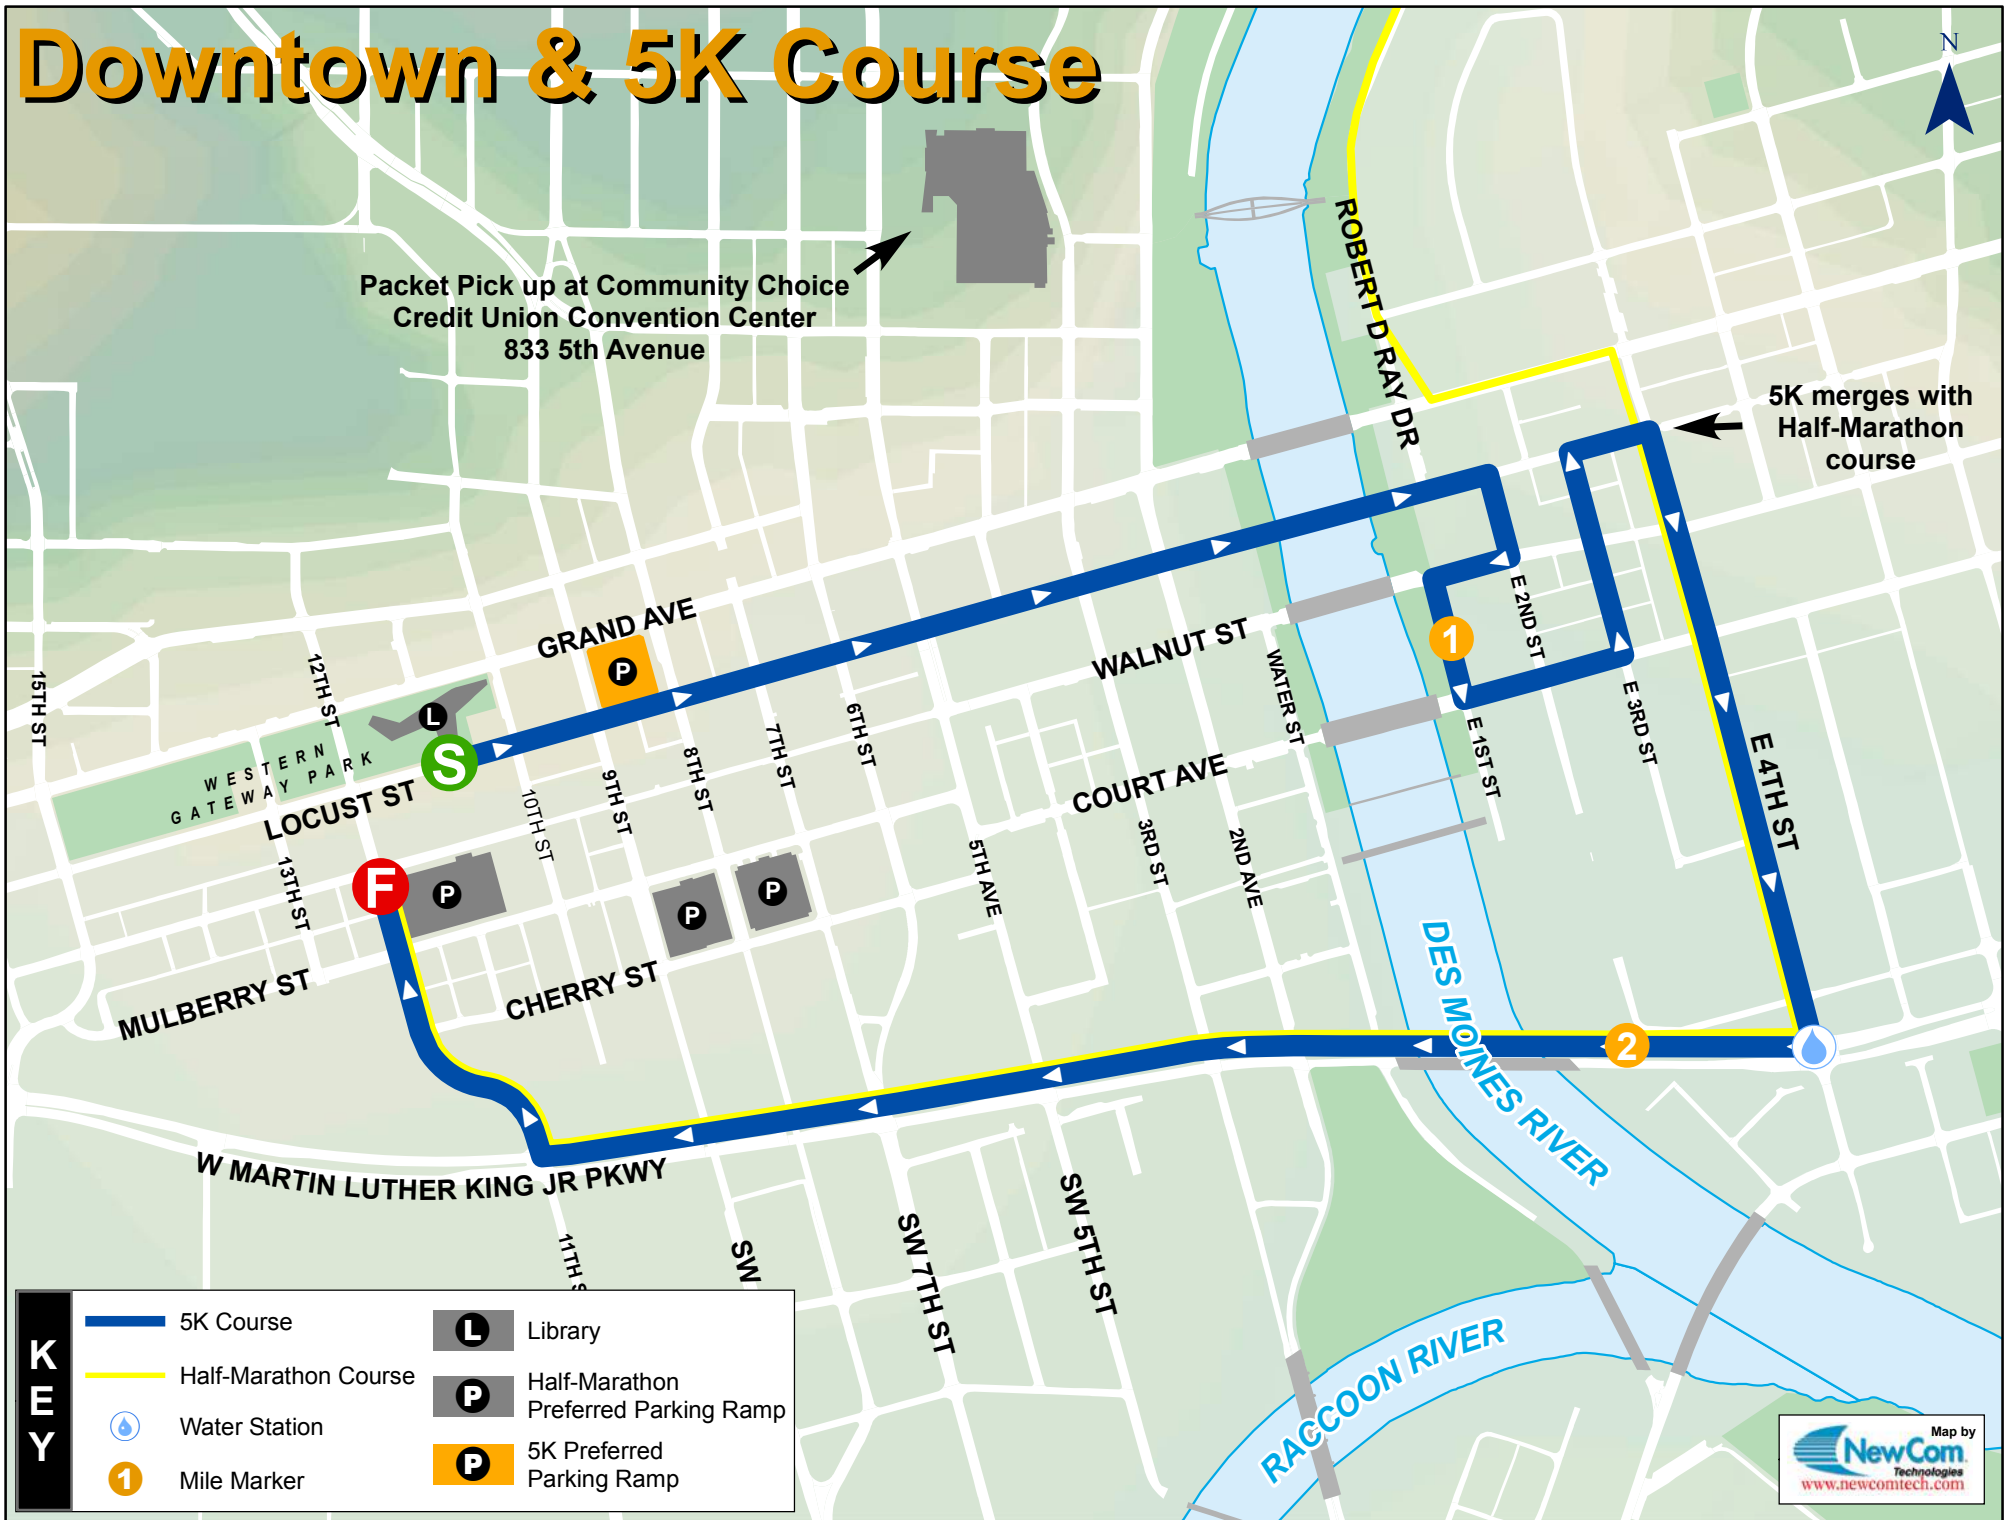 Downtown & 5K Course
N
Packet Pick up at Community Choice
Credit Union Convention Center
833 5th Avenue
ROBERT D RAY DR
5K merges with
Half-Marathon
course
GRAND AVE
P
WALNUT ST
E 2ND ST
1
15TH ST
12TH ST
L
S
WESTERN
GATEWAY PARK
LOCUST ST
6TH ST
7TH ST
8TH ST
9TH ST
10TH ST
WATER ST
E 1ST ST
E 3RD ST
E 4TH ST
COURT AVE
3RD ST
2ND AVE
5TH AVE
13TH ST
F
P
P
P
MULBERRY ST
CHERRY ST
DES MOINES RIVER
2
W MARTIN LUTHER KING JR PKWY
11TH S
SW
SW 7TH ST
SW 5TH ST
RACCOON RIVER
KEY
5K Course
Half-Marathon Course
Water Station
1
Mile Marker
L
Library
P
Half-Marathon
Preferred Parking Ramp
P
5K Preferred
Parking Ramp
Map by
NewCom
Technologies
www.newcomtech.com